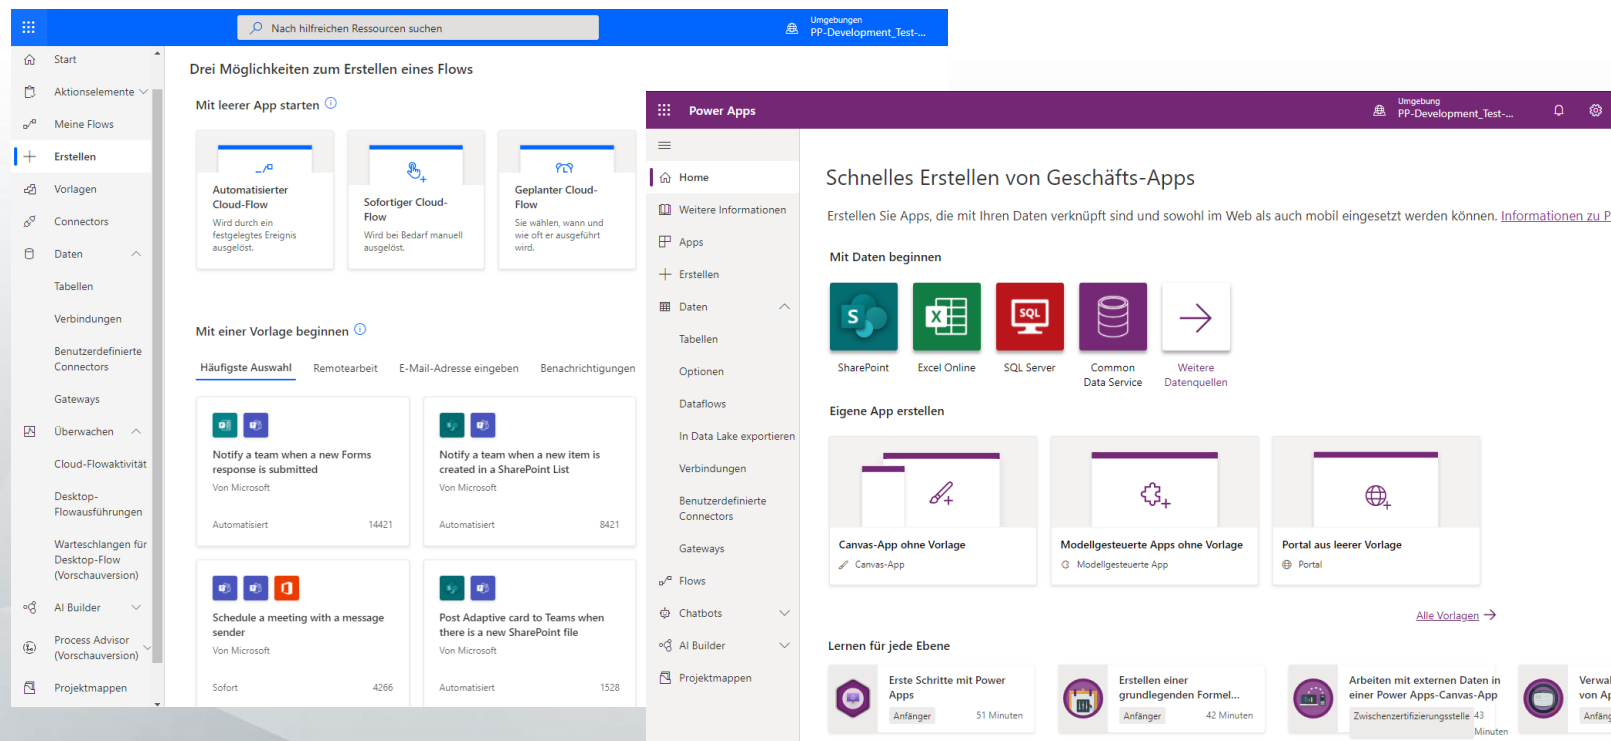 Nach hilfreichen Ressourcen suchen
Umgebungen
PP-Development_Test-...
Start
Aktionselemente
Meine Flows
Erstellen
Vorlagen
Connectors
Daten
Tabellen
Verbindungen
Benutzerdefinierte
Connectors
Gateways
Überwachen
Cloud-Flowaktivität
Desktop-
Flowausführungen
Warteschlangen für
Desktop-Flow
(Vorschauversion)
AI Builder
Process Advisor
(Vorschauversion)
Projektmappen
Drei Möglichkeiten zum Erstellen eines Flows
Mit leerer App starten
Automatisierter
Cloud-Flow
Wird durch ein
festgelegtes Ereignis
ausgelöst.
Sofortiger Cloud-
Flow
Wird bei Bedarf manuell
ausgelöst.
Geplanter Cloud-
Flow
Sie wählen, wann und
wie oft er ausgeführt
wird.
Mit einer Vorlage beginnen
Häufigste Auswahl Remotearbeit E-Mail-Adresse eingeben Benachrichtigungen
Notify a team when a new Forms
response is submitted
Von Microsoft
Automatisiert 14421
Notify a team when a new item is
created in a SharePoint List
Von Microsoft
Automatisiert 8421
Schedule a meeting with a message
sender
Von Microsoft
Sofort 4266
Post Adaptive card to Teams when
there is a new SharePoint file
Von Microsoft
Automatisiert 1528
Power Apps
Umgebung
PP-Development_Test-...
Home
Weitere Informationen
Apps
Erstellen
Daten
Tabellen
Optionen
Dataflows
In Data Lake exportieren
Verbindungen
Benutzerdefinierte
Connectors
Gateways
Flows
Chatbots
AI Builder
Projektmappen
Schnelles Erstellen von Geschäfts-Apps
Erstellen Sie Apps, die mit Ihren Daten verknüpft sind und sowohl im Web als auch mobil eingesetzt werden können. Informationen zu P
Mit Daten beginnen
S
X
SQL
SharePoint
Excel Online
SQL Server
Common
Data Service
Weitere
Datenquellen
Eigene App erstellen
Canvas-App ohne Vorlage
Canvas-App
Modellgesteuerte Apps ohne Vorlage
Modellgesteuerte App
Portal aus leerer Vorlage
Portal
Alle Vorlagen
Lernen für jede Ebene
Erste Schritte mit Power
Apps
Anfänger 51 Minuten
Erstellen einer
grundlegenden Formel...
Anfänger 42 Minuten
Arbeiten mit externen Daten in
einer Power Apps-Canvas-App
Zwischenzertifizierungsstelle 43
Minuten
Verwal
von Ap
Anfäng